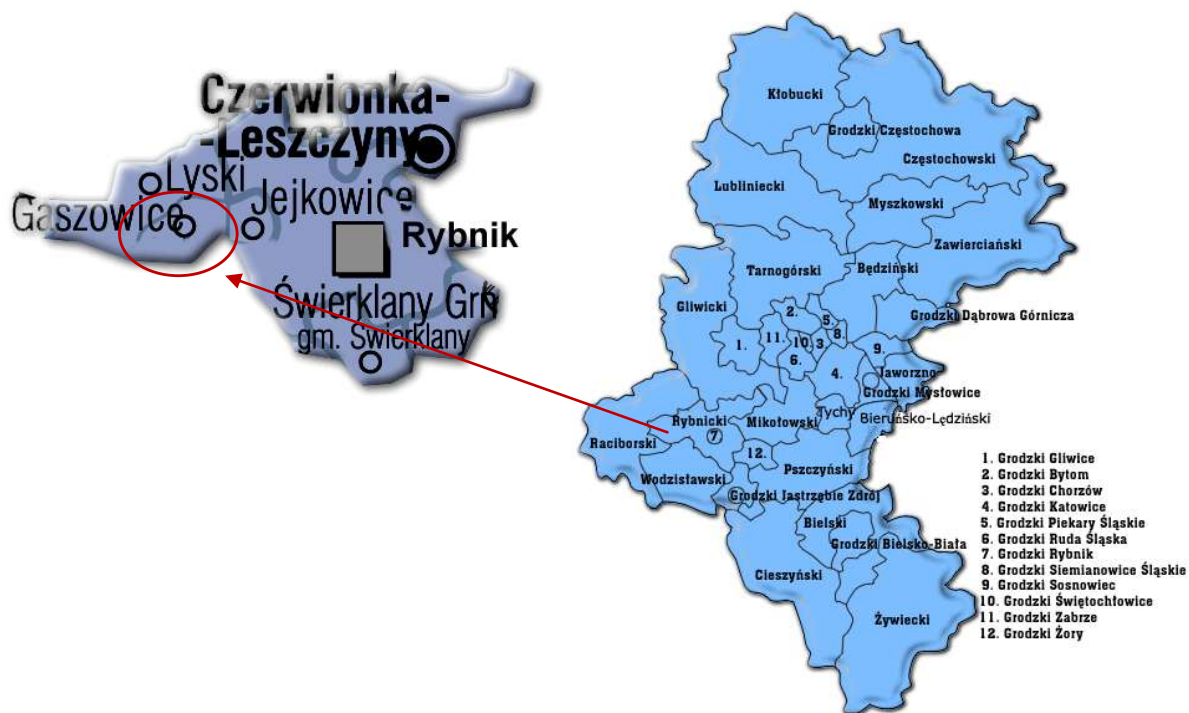 Czerwionka-
-Leszczyny
Lyski
Gaszowice
Jejkowice
Rybnik
Świerklany Grn
gm. Swierklany
Kłobucki
Grodzki Częstochowa
Częstochowski
Lubliniecki
Myszkowski
Zawierciański
Tarnogórski
Będziński
Gliwicki
2.
5.
Grodzki Dąbrowa Górnicza
8.
1.
11.
10.
3
9.
6.
4.
Jaworzno
Grodzki Mysłowice
Rybnicki
Mikołowski
Tychy
Bieruńsko-Lędziński
7
Raciborski
12.
Wodzisławski
Pszczyński
Grodzki Jastrzębie Zdrój
Bielski
Grodzki Bielsko-Biała
Cieszyński
Żywiecki
1. Grodzki Gliwice
2. Grodzki Bytom
3. Grodzki Chorzów
4. Grodzki Katowice
5. Grodzki Piekary Śląskie
6. Grodzki Ruda Śląska
7. Grodzki Rybnik
8. Grodzki Siemianowice Śląskie
9. Grodzki Sosnowiec
10. Grodzki Świętochłowice
11. Grodzki Zabrze
12. Grodzki Żory